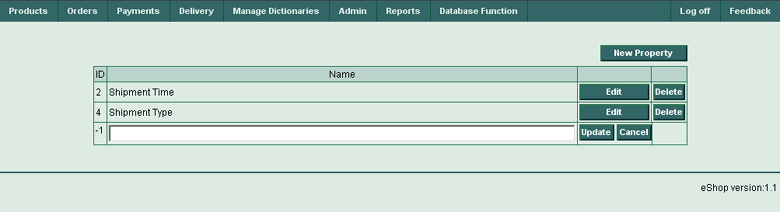 Products Orders Payments Delivery Manage Dictionaries Admin Reports Database Function Log off Feedback
New Property
ID Name
2 Shipment Time Edit Delete
4 Shipment Type Edit Delete
-1 Update Cancel
eShop version:1.1